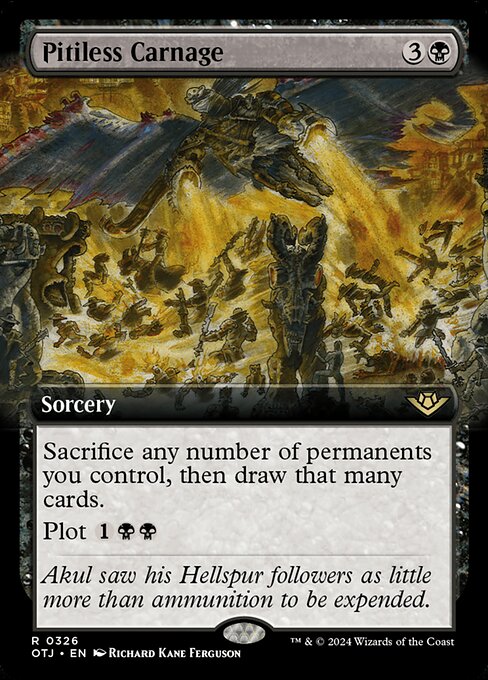 Pitiless Carnage 3
Sorcery
Sacrifice any number of permanents
you control, then draw that many
cards.
Plot 1
Akul saw his Hellspur followers as little
more than ammunition to be expended.
R 0326
OTJ • EN Richard Kane Ferguson
™ & © 2024 Wizards of the Coast